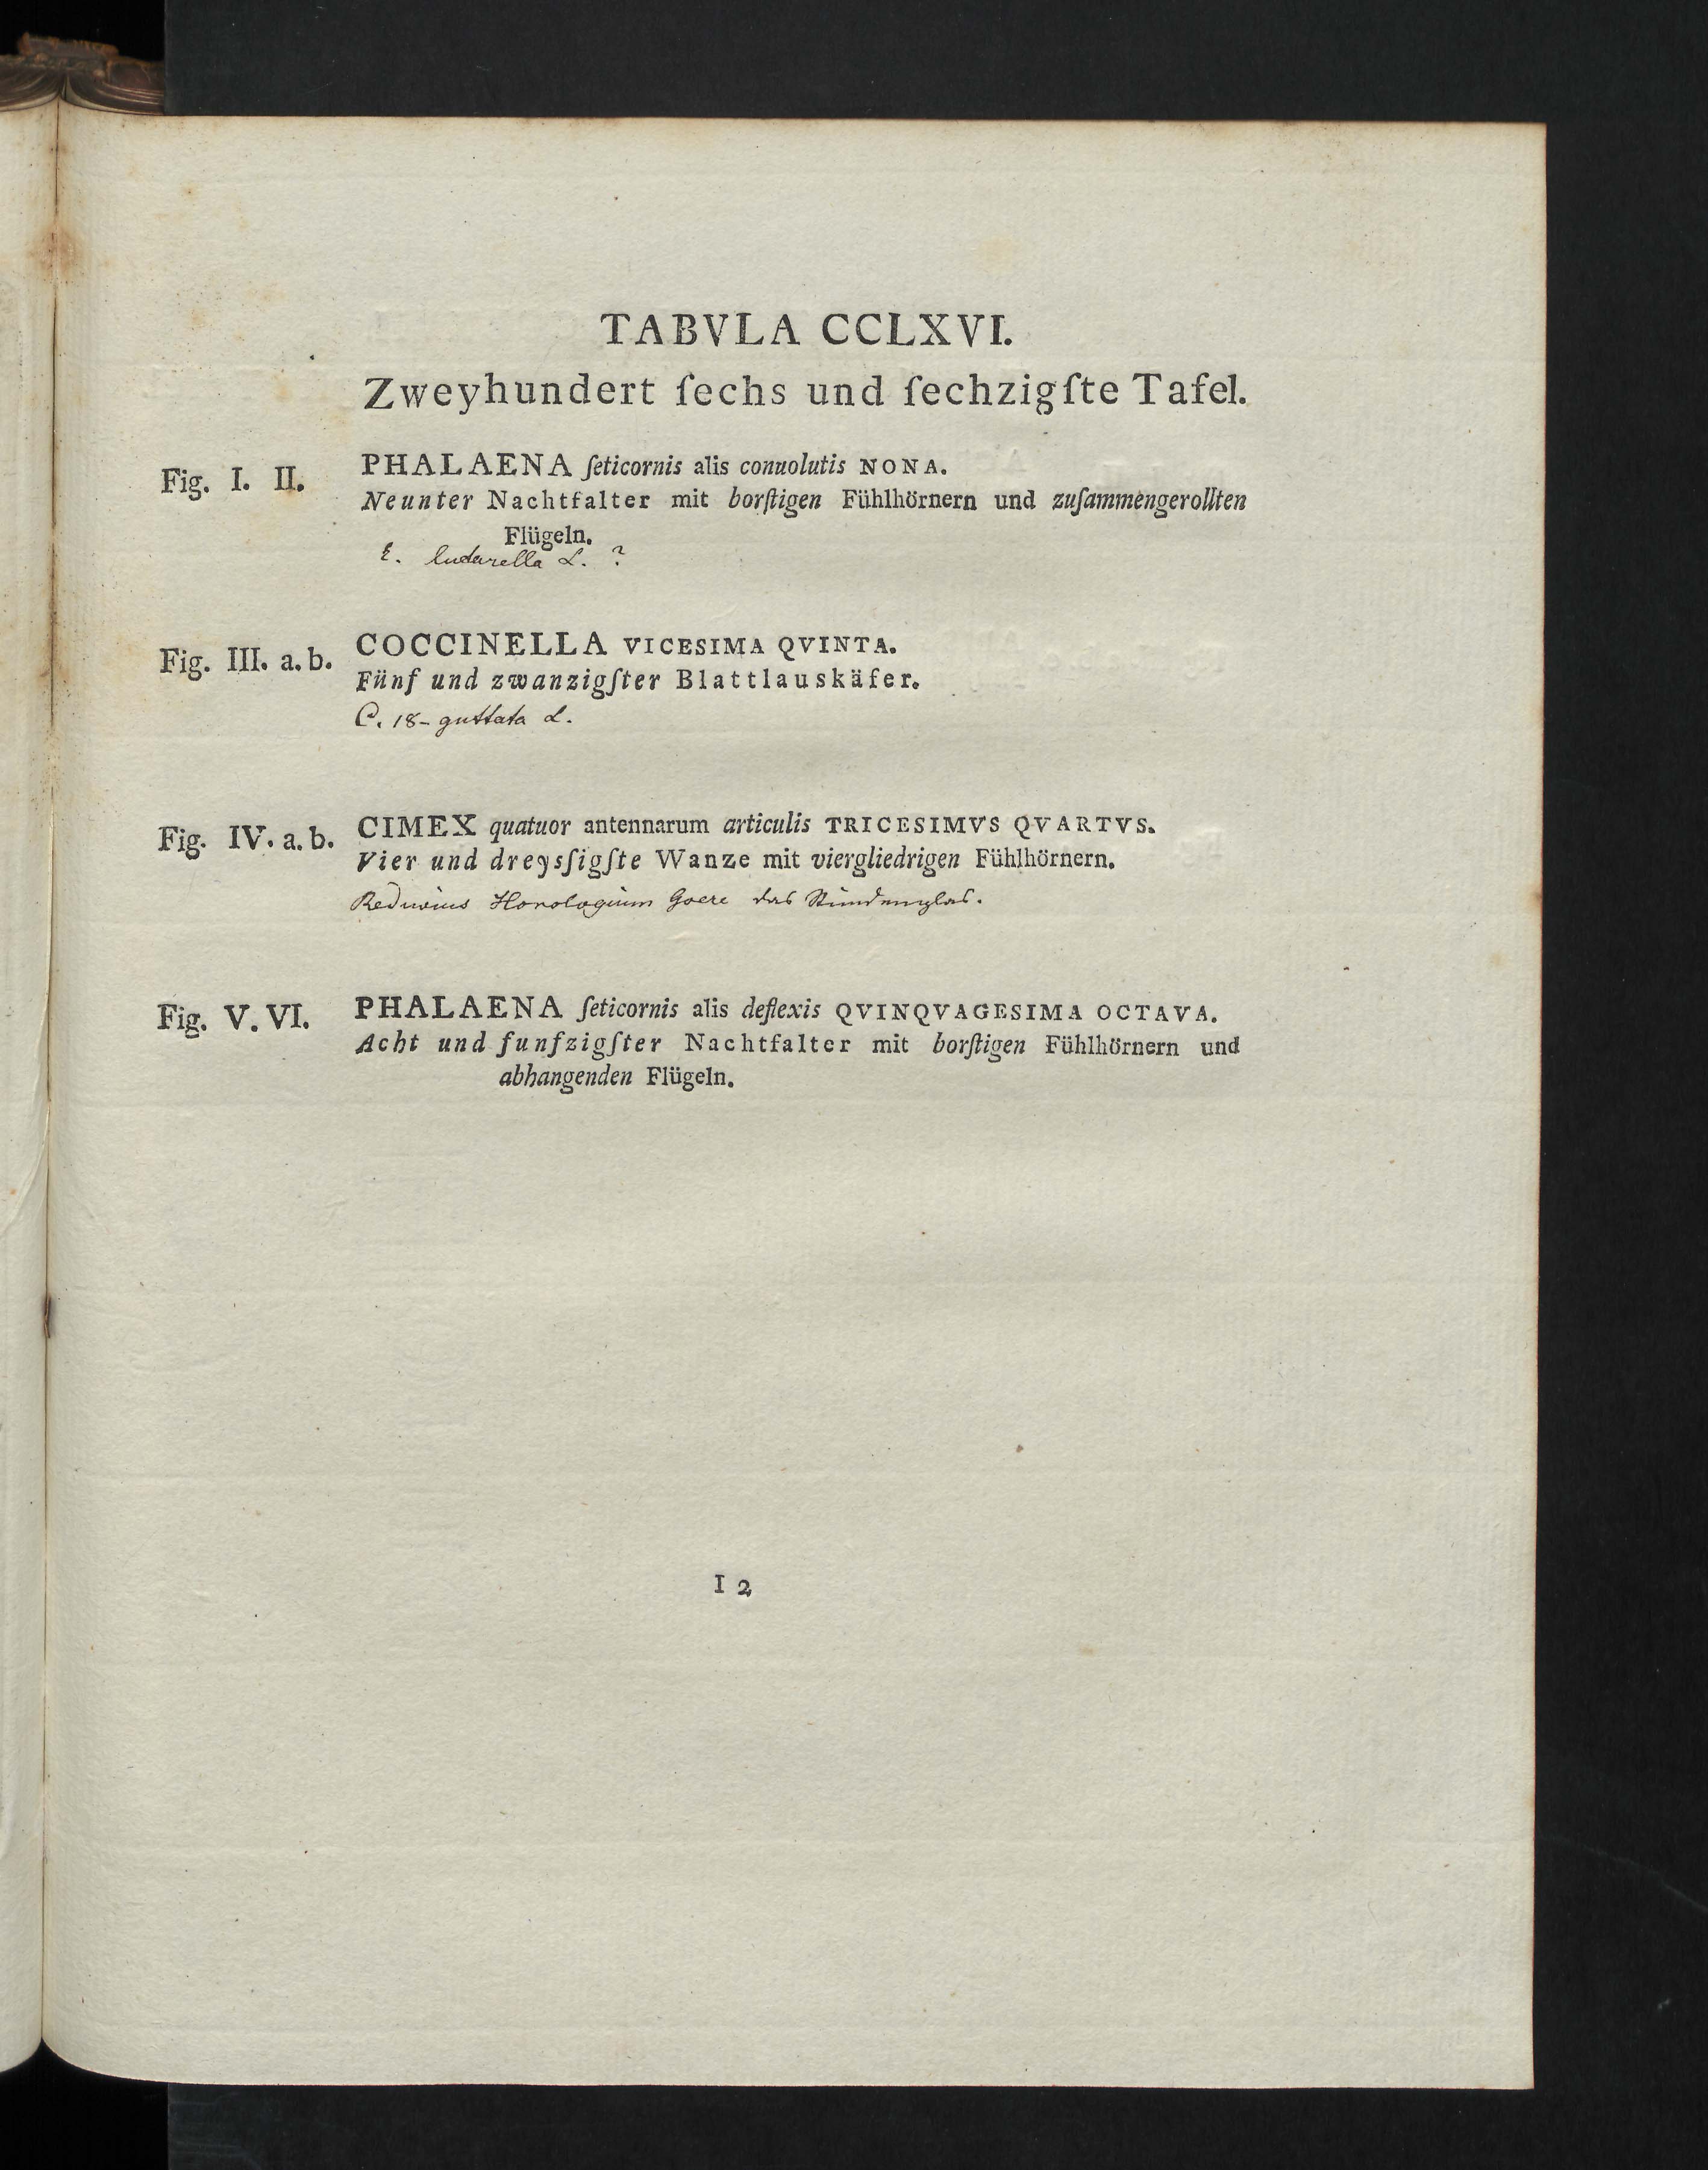 TABVLA CCLXVI.
Zweyhundert ſechs und ſechzigſte Tafel.
Fig. I. II.
PHALAENA ſeticornis alis conuolutis NONA.
Neunter Nachtfalter mit borſtigen Fühlhörnern und zuſammengerollten
Flügeln.
L. ?
Fig. III. a. b.
COCCINELLA VICESIMA QVINTA.
Fünf und zwanzigſter Blattlauskäfer.
C. 18-guttata L.
Fig. IV. a. b.
CIMEX quatuor antennarum articulis TRICESIMVS QVARTVS.
Vier und dreysſigſte Wanze mit viergliedrigen Fühlhörnern.
Reduvius Horologium Goeze das Stundenglas.
Fig. V. VI.
PHALAENA ſeticornis alis deflexis QVINQVAGESIMA OCTAVA.
Acht und funfzigſter Nachtfalter mit borſtigen Fühlhörnern und
abhangenden Flügeln.
I 2